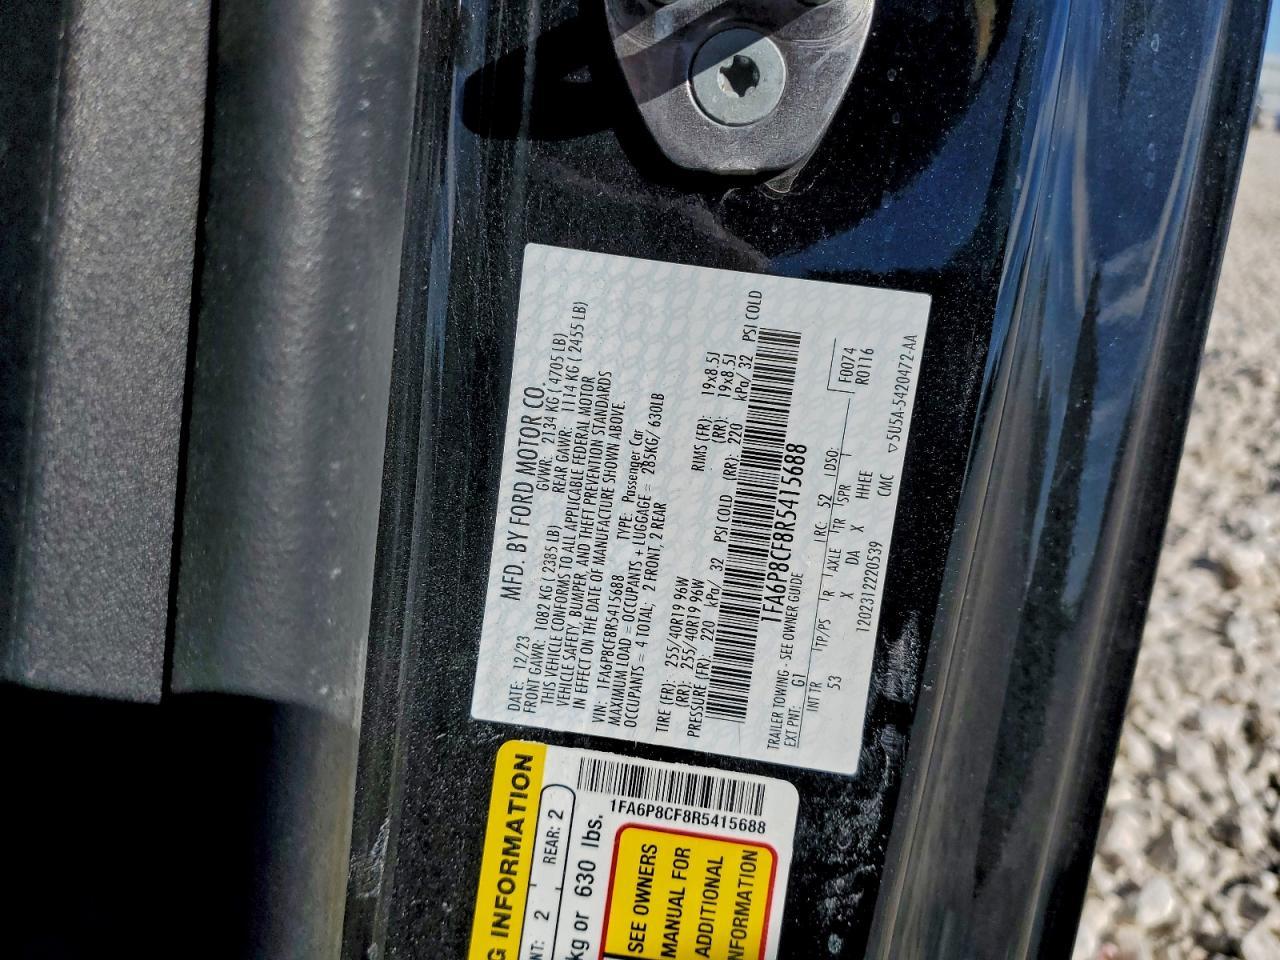 MFD. BY FORD MOTOR CO.
DATE: 12/23 GVWR: 2134 KG ( 4705 LB)
FRONT GAWR: 1082 KG ( 2385 LB) REAR GAWR: 1114 KG ( 2455 LB)
THIS VEHICLE CONFORMS TO ALL APPLICABLE FEDERAL MOTOR
VEHICLE SAFETY, BUMPER, AND THEFT PREVENTION STANDARDS
IN EFFECT ON THE DATE OF MANUFACTURE SHOWN ABOVE.
VIN: 1FA6P8CF8R5415688 TYPE: Passenger Car
MAXIMUM LOAD = OCCUPANTS + LUGGAGE = 285KG/ 630LB
OCCUPANTS = 4 TOTAL; 2 FRONT, 2 REAR
TIRE (FR): 255/40R19 96W RIMS (FR): 19x8.5J
(RR): 255/40R19 96W (RR): 19x8.5J
PRESSURE (FR): 220 kPa/ 32 PSI COLD (RR): 220 kPa/ 32 PSI COLD
1FA6P8CF8R5415688
TRAILER TOWING - SEE OWNER GUIDE
EXT PNT: G1 RC: 52 DSO: F0074
INT TR TP/PS R AXLE TR SPR R0116
53 X DA X HHEE
1202312220539 CMC ▽5U5A-5420472-AA
G INFORMATION
NT: 2 REAR: 2
kg or 630 lbs.
1FA6P8CF8R5415688
SEE OWNERS
MANUAL FOR
ADDITIONAL
INFORMATION